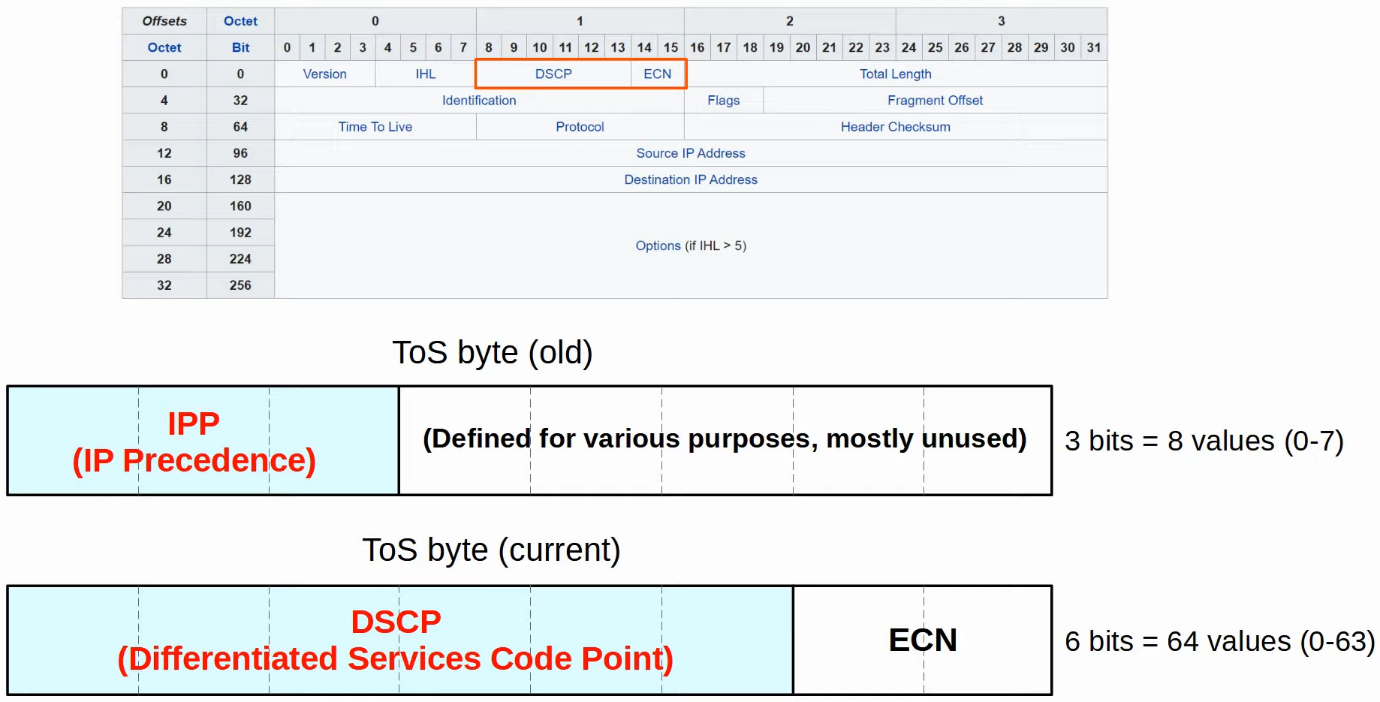 Offsets Octet 0 1 2 3
Octet Bit 0 1 2 3 4 5 6 7 8 9 10 11 12 13 14 15 16 17 18 19 20 21 22 23 24 25 26 27 28 29 30 31
0 0 Version IHL DSCP ECN Total Length
4 32 Identification Flags Fragment Offset
8 64 Time To Live Protocol Header Checksum
12 96 Source IP Address
16 128 Destination IP Address
20 160
24 192
Options (if IHL > 5)
28 224
32 256
ToS byte (old)
IPP
(IP Precedence)
(Defined for various purposes, mostly unused)
3 bits = 8 values (0-7)
ToS byte (current)
DSCP
(Differentiated Services Code Point)
ECN
6 bits = 64 values (0-63)